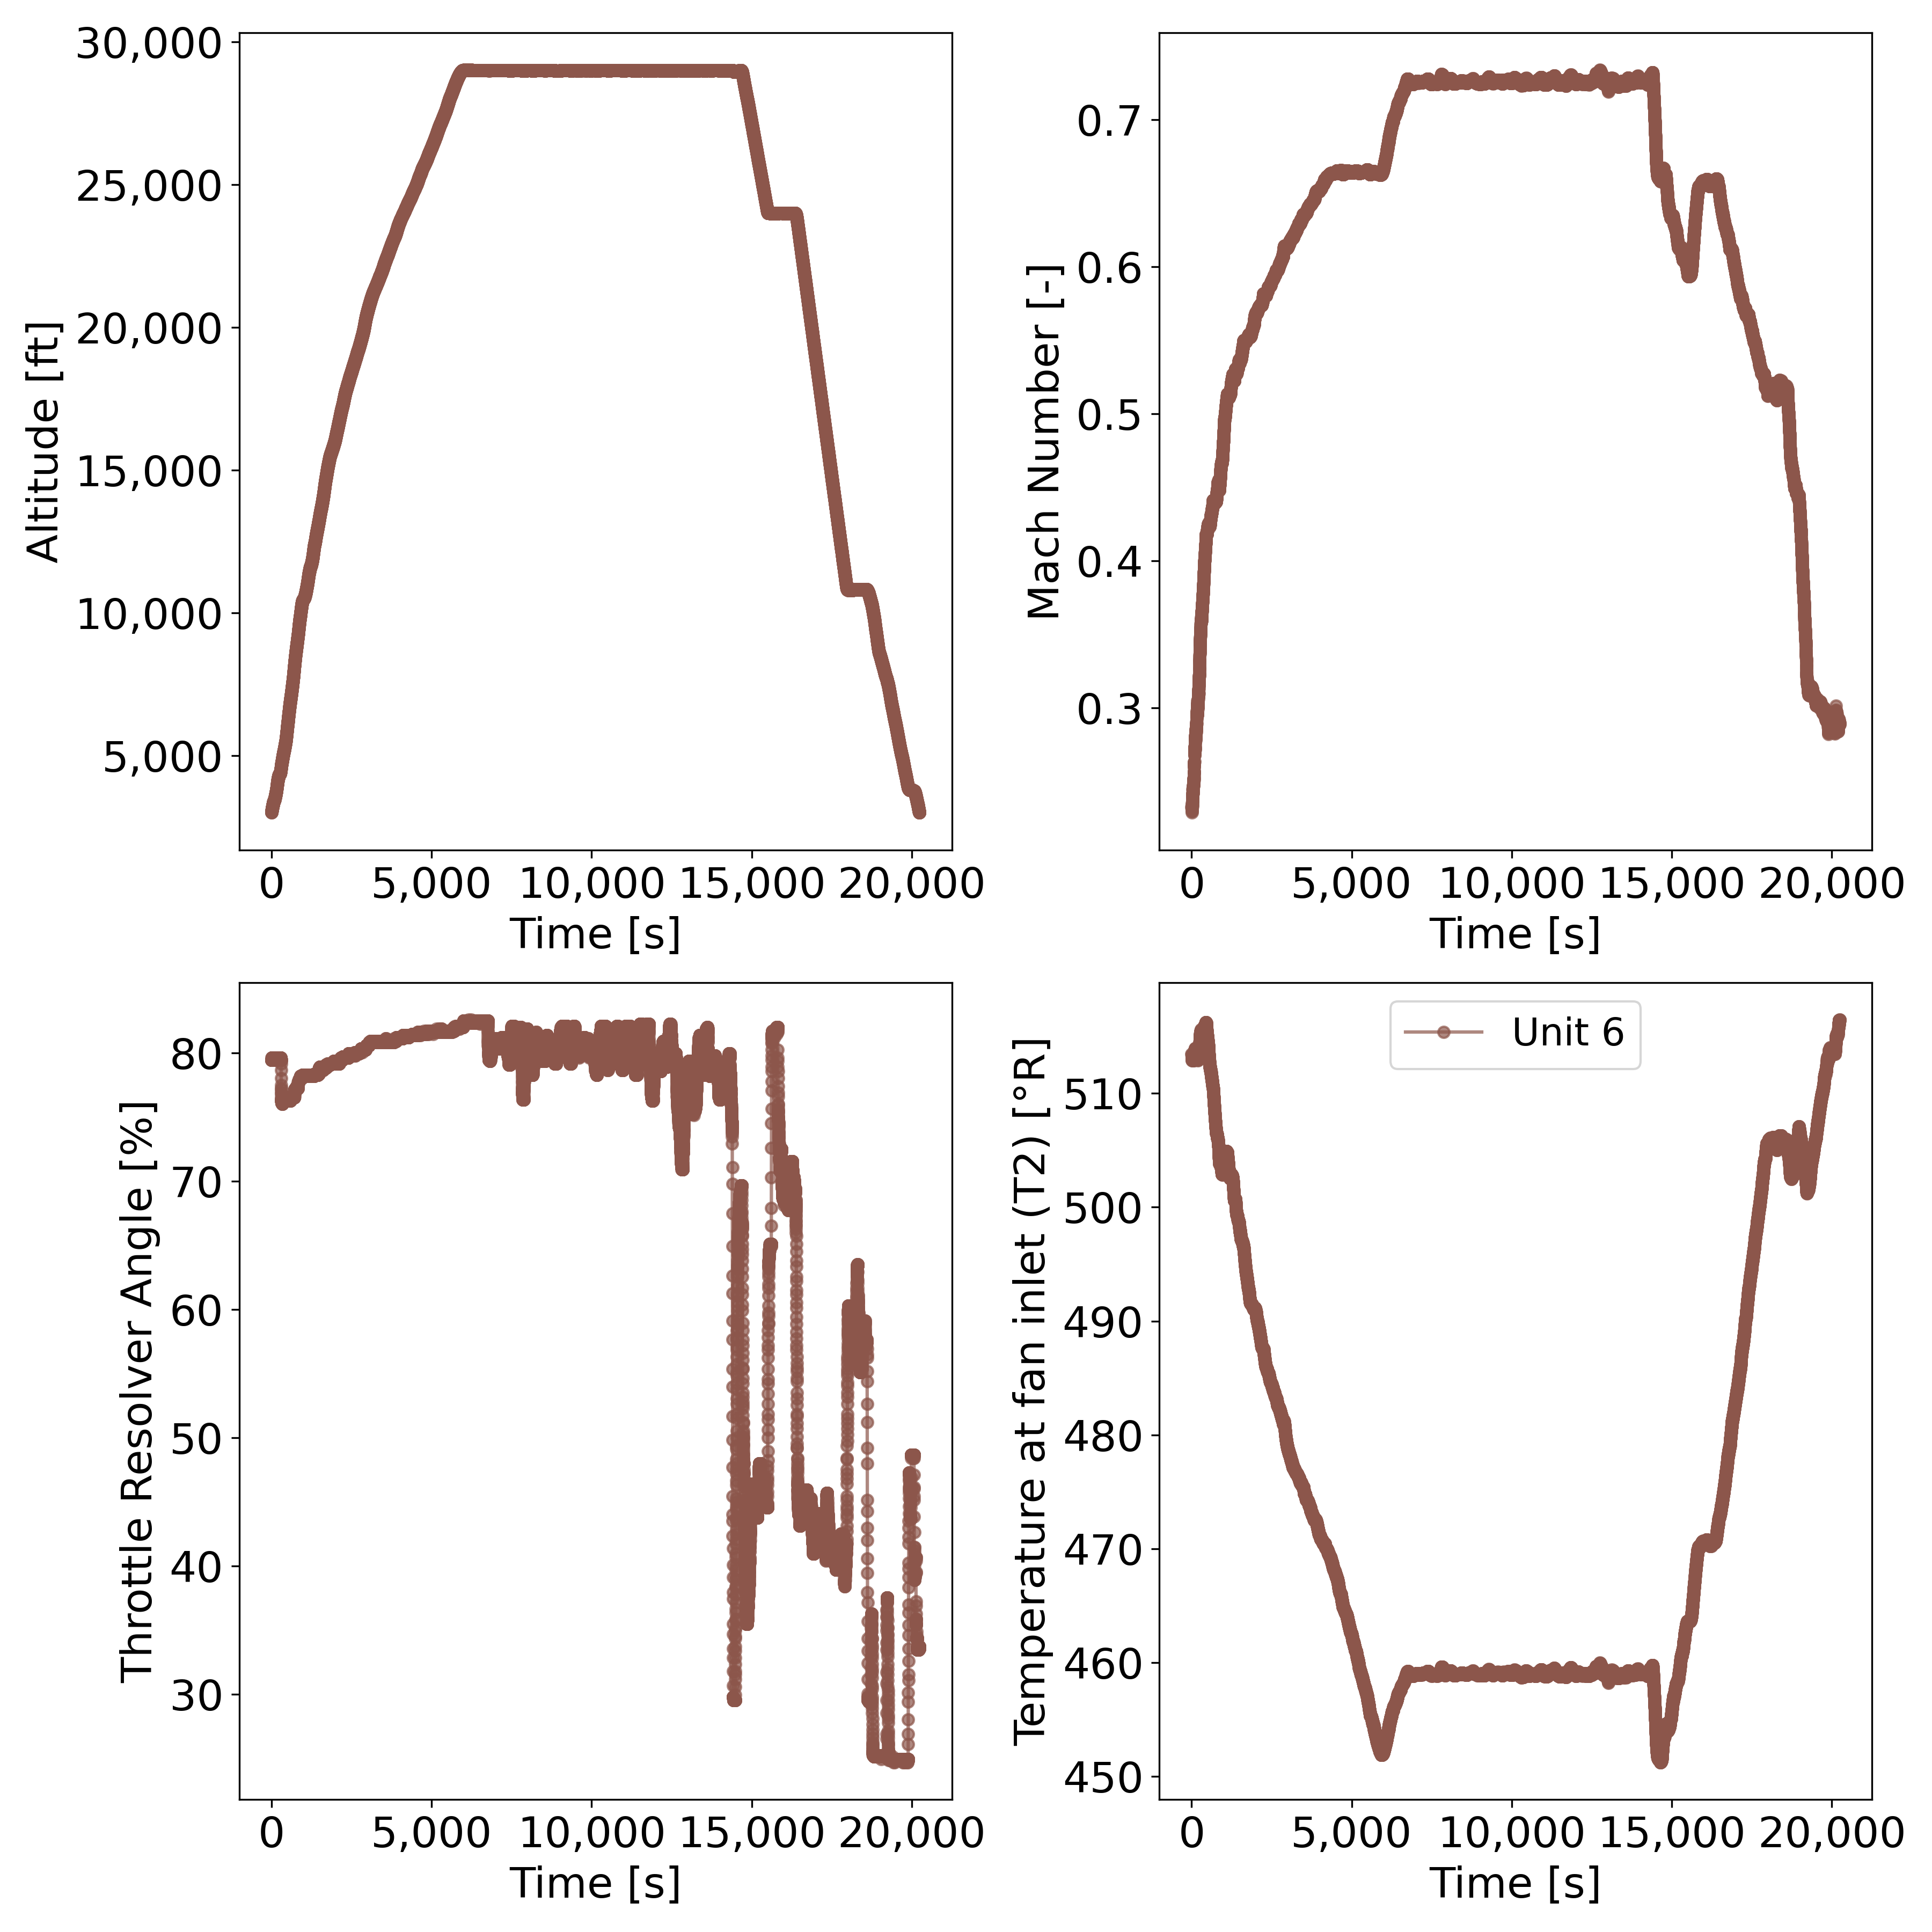 Altitude [ft]
30,000
25,000
20,000
15,000
10,000
5,000
0 5,000 10,000 15,000 20,000
Time [s]
Mach Number [-]
0.7
0.6
0.5
0.4
0.3
0 5,000 10,000 15,000 20,000
Time [s]
Throttle Resolver Angle [%]
80
70
60
50
40
30
0 5,000 10,000 15,000 20,000
Time [s]
Temperature at fan inlet (T2) [°R]
Unit 6
510
500
490
480
470
460
450
0 5,000 10,000 15,000 20,000
Time [s]